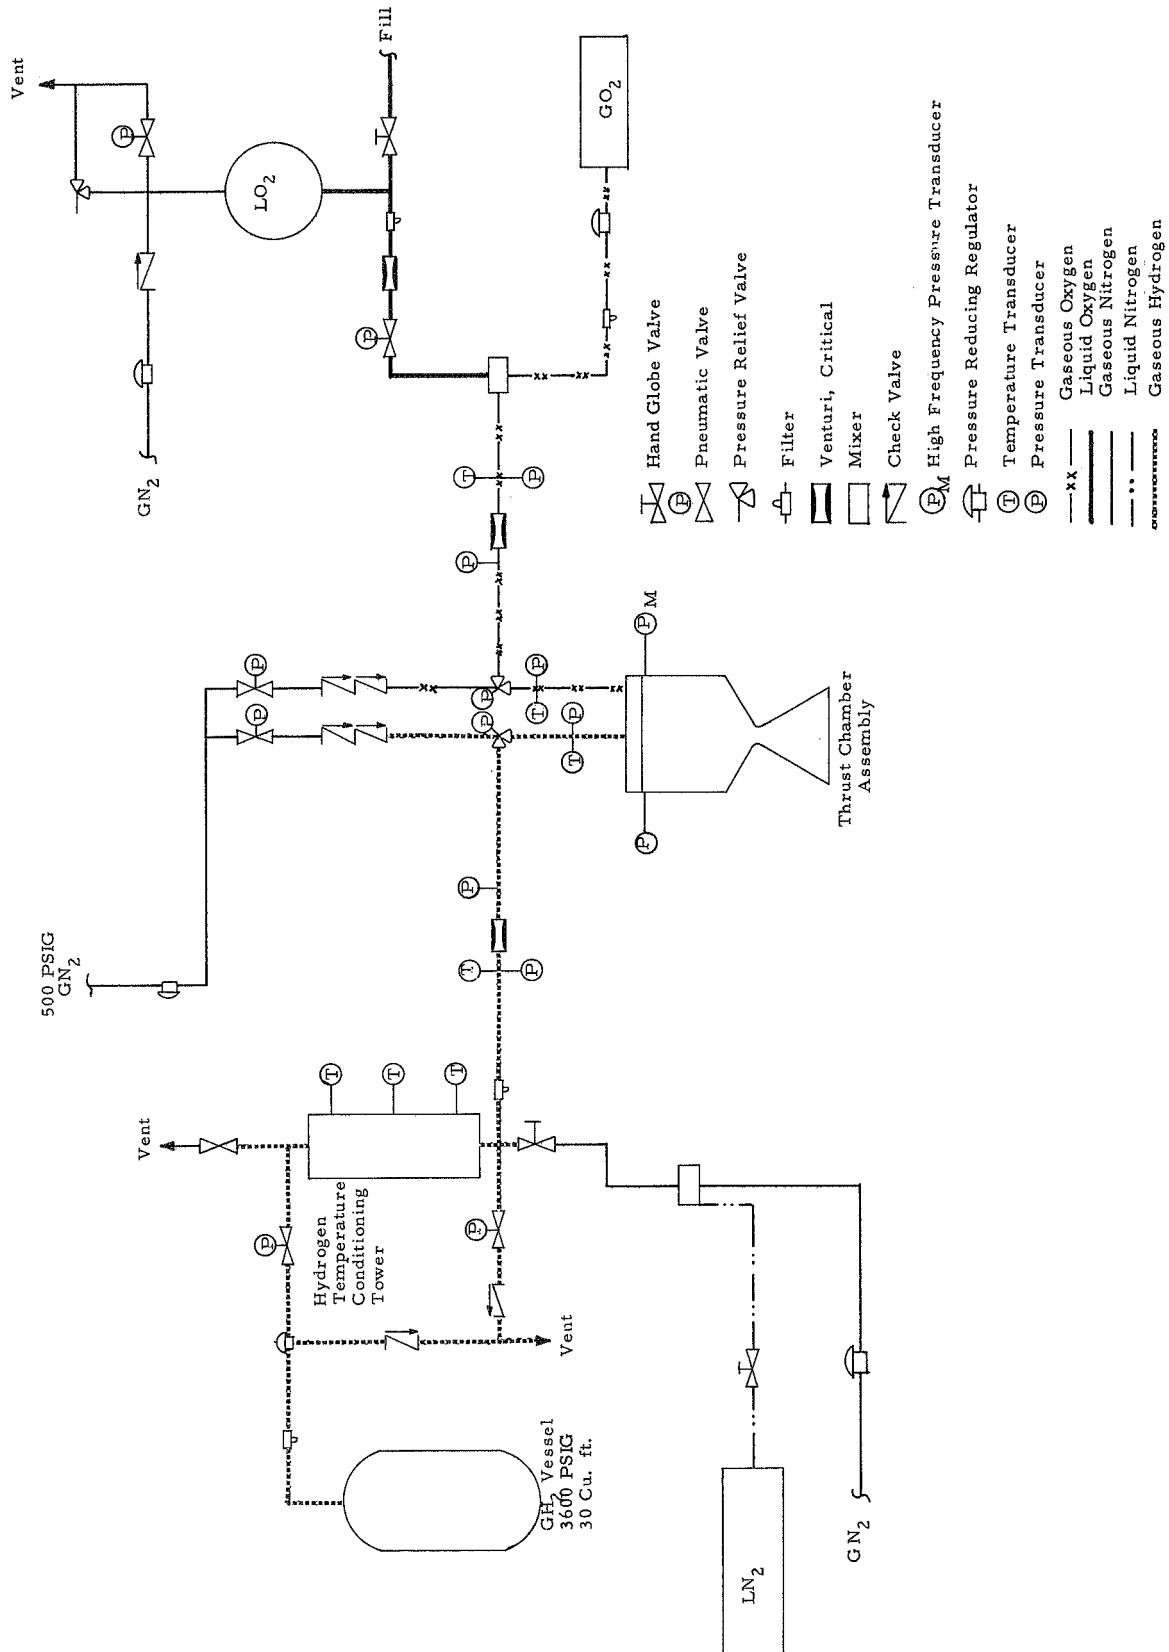 500 PSIG
GN2
GN2
Vent
LO2
Fill
GO2
Vent
Hydrogen
Temperature
Conditioning
Tower
T
T
T
P
P
Vent
GH2 Vessel
3600 PSIG
30 Cu. ft.
LN2
GN2
T
P
P
P
P
P
P
T
P
T
P
P
T
P
P
P
P
PM
Thrust Chamber
Assembly
Hand Globe Valve
P Pneumatic Valve
Pressure Relief Valve
Filter
Venturi, Critical
Mixer
Check Valve
PM High Frequency Pressure Transducer
Pressure Reducing Regulator
T Temperature Transducer
P Pressure Transducer
xx Gaseous Oxygen
Liquid Oxygen
Gaseous Nitrogen
Liquid Nitrogen
Gaseous Hydrogen